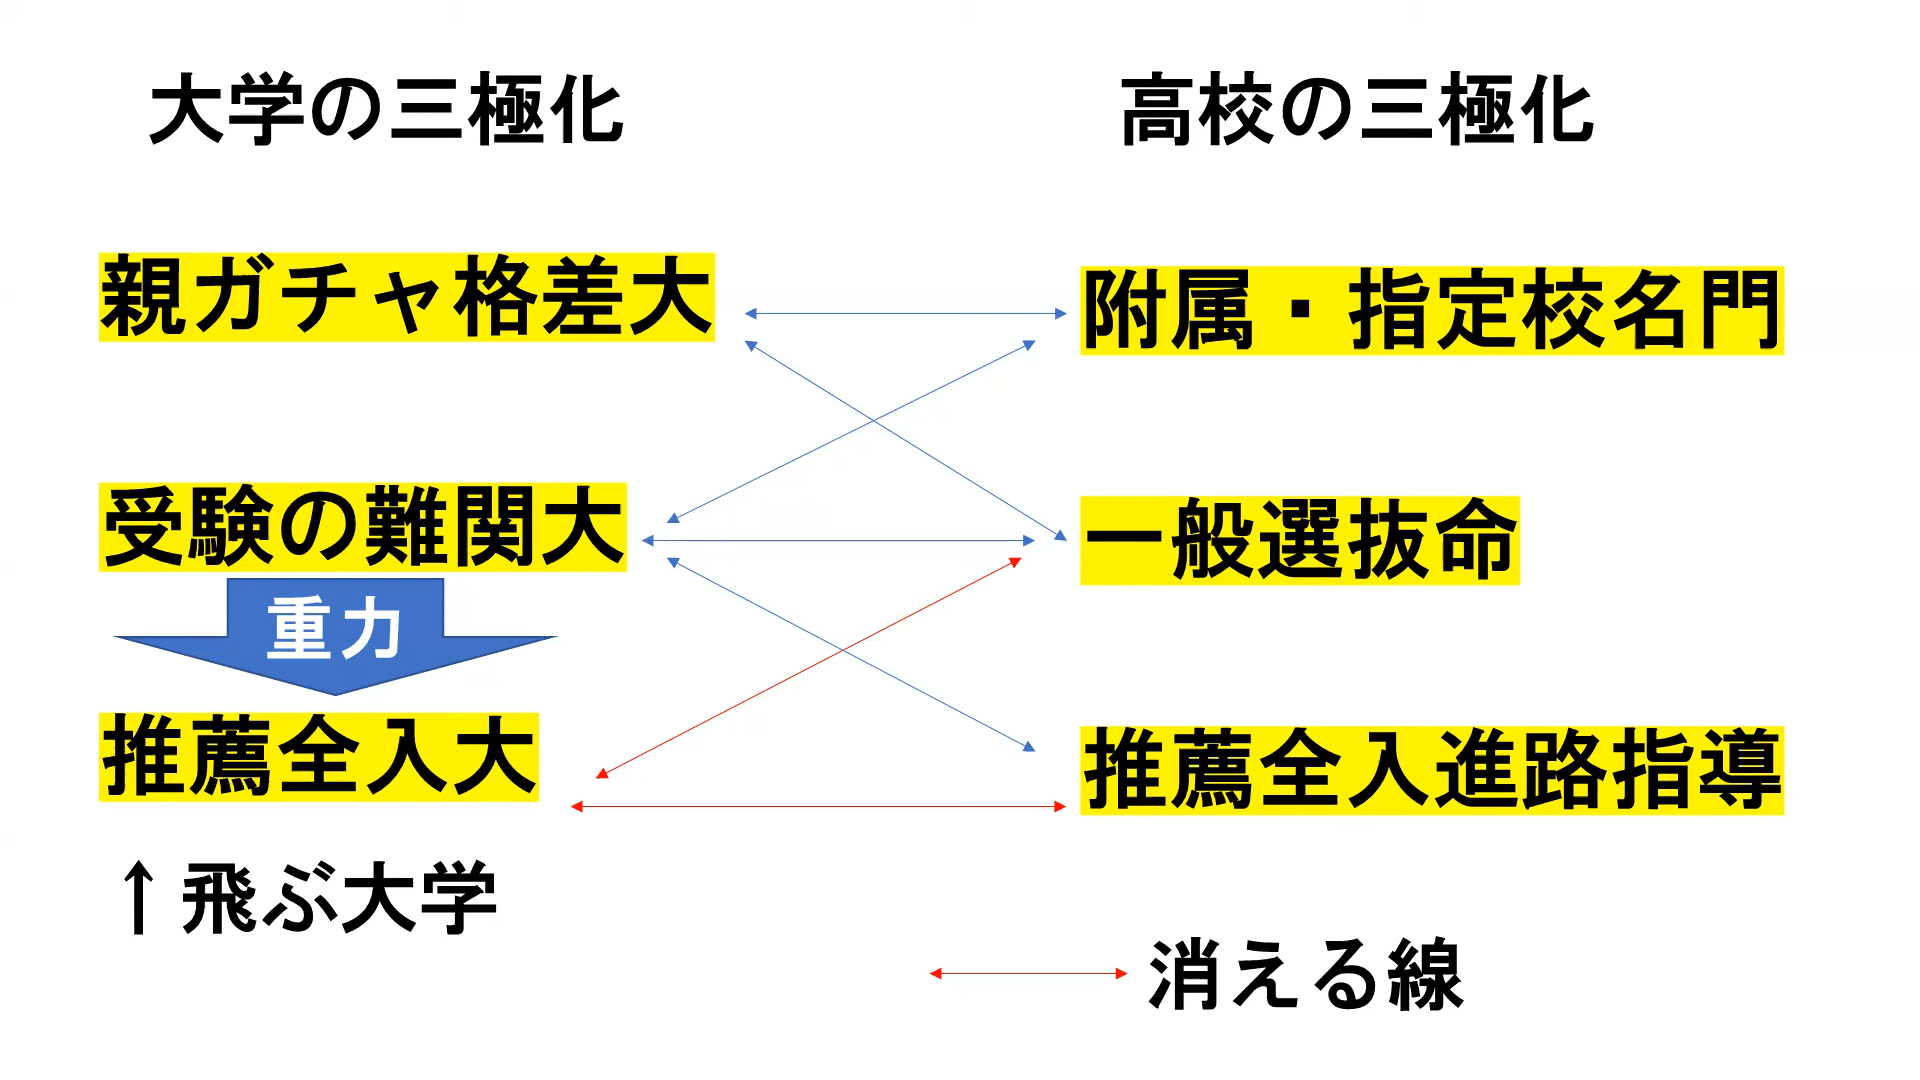 大学の三極化
高校の三極化
親ガチャ格差大
附属・指定校名門
受験の難関大
一般選抜命
重力
推薦全入大
推薦全入進路指導
↑飛ぶ大学
消える線